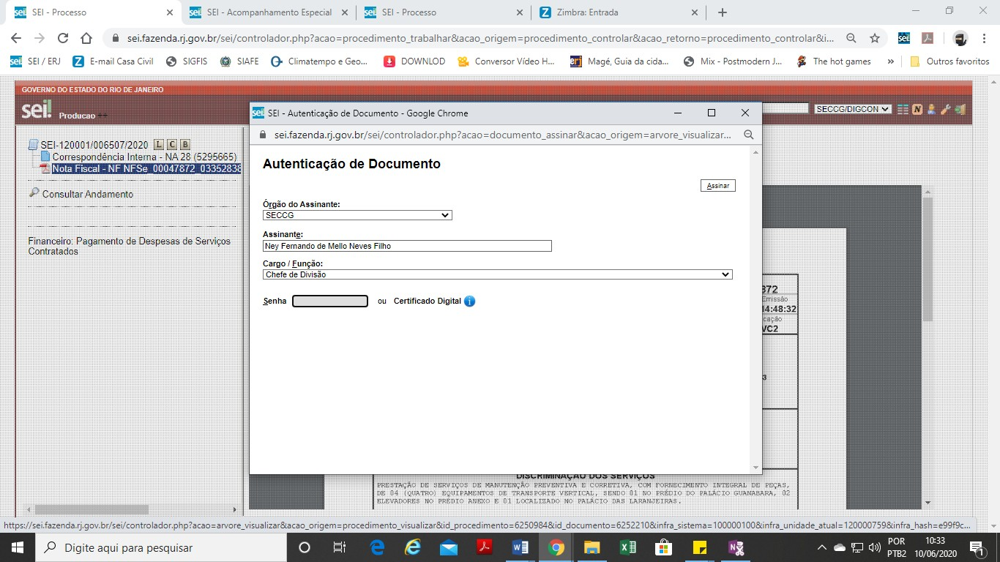 SEI - Processo
SEI - Acompanhamento Especial
SEI - Processo
Zimbra: Entrada
sei.fazenda.rj.gov.br/sei/controlador.php?acao=procedimento_trabalhar&acao_origem=procedimento_controlar&acao_retorno=procedimento_controlar&i...
SEI / ERJ
E-mail Casa Civil
SIGFIS
SIAFE
Climatempo e Geo...
DOWNLOD
Conversor Vídeo H...
Magé, Guia da cida...
Mix - Postmodern J...
The hot games
»
Outros favoritos
GOVERNO DO ESTADO DO RIO DE JANEIRO
sei! Producao ++
SECCG/DIGCON
SEI-120001/006507/2020 L C B
Correspondência Interna - NA 28 (5295665)
Nota Fiscal - NF NFSe_00047872_03352838
Consultar Andamento
Financeiro: Pagamento de Despesas de Serviços
Contratados
SEI - Autenticação de Documento - Google Chrome
sei.fazenda.rj.gov.br/sei/controlador.php?acao=documento_assinar&acao_origem=arvore_visualizar...
Autenticação de Documento
Assinar
Órgão do Assinante:
SECCG
Assinante:
Ney Fernando de Mello Neves Filho
Cargo / Função:
Chefe de Divisão
Senha ou Certificado Digital
372
Emissão
14:48:32
cação
VC2
3
DISCRIMINAÇÃO DOS SERVIÇOS
PRESTAÇÃO DE SERVIÇOS DE MANUTENÇÃO PREVENTIVA E CORRETIVA, COM FORNECIMENTO INTEGRAL DE PEÇAS,
DE 04 (QUATRO) EQUIPAMENTOS DE TRANSPORTE VERTICAL, SENDO 01 NO PRÉDIO DO PALÁCIO GUANABARA, 02
ELEVADORES NO PRÉDIO ANEXO E 01 LOCALIZADO NO PALÁCIO DAS LARANJEIRAS.
https://sei.fazenda.rj.gov.br/sei/controlador.php?acao=arvore_visualizar&acao_origem=procedimento_visualizar&id_procedimento=6250984&id_documento=6252210&infra_sistema=100000100&infra_unidade_atual=120000759&infra_hash=e99f9c...
Digite aqui para pesquisar
POR
PTB2
10:33
10/06/2020
1